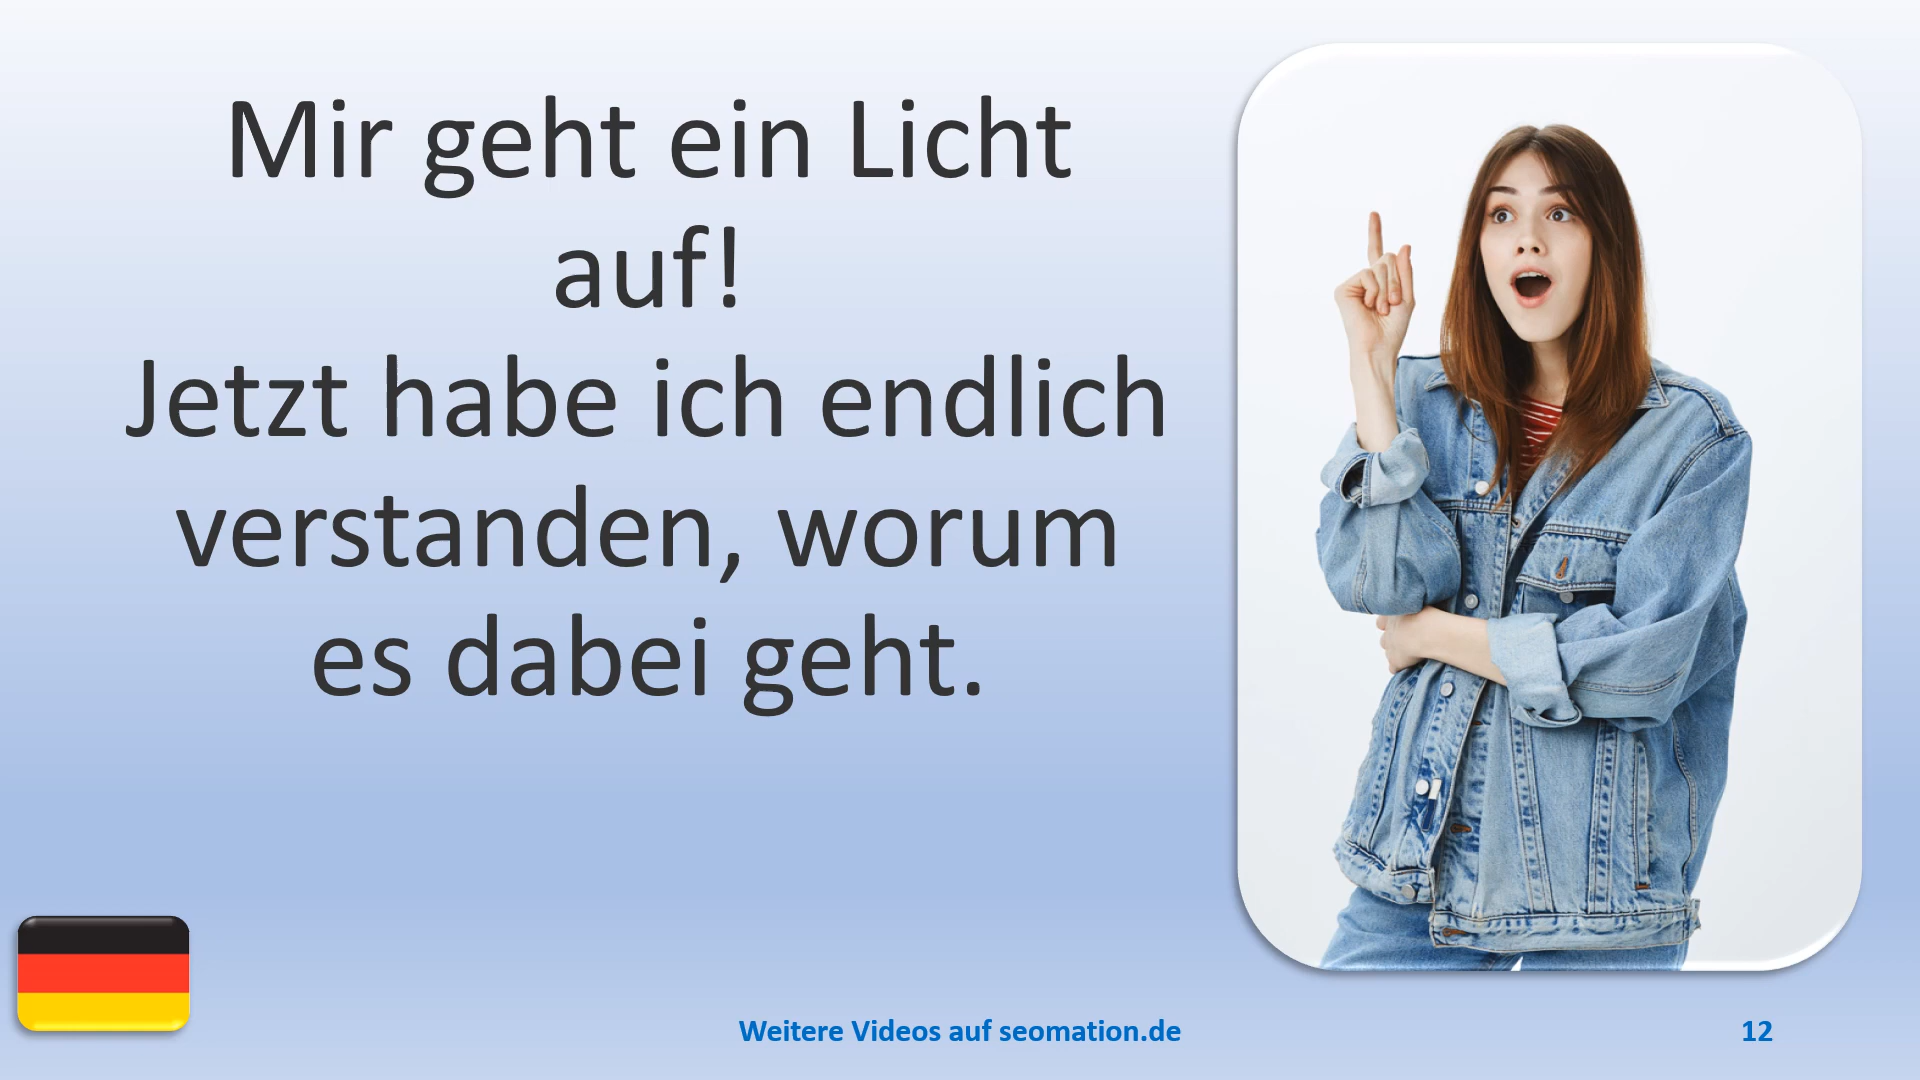 Mir geht ein Licht
auf!
Jetzt habe ich endlich
verstanden, worum
es dabei geht.
Weitere Videos auf seomation.de
12